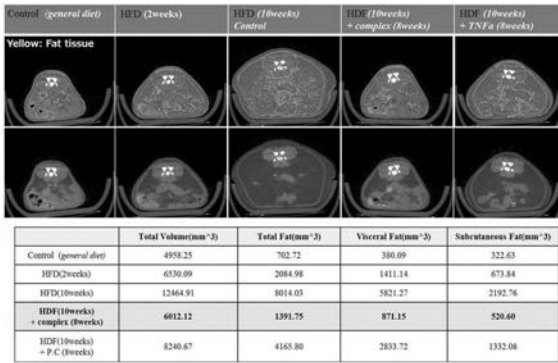 Control (general diet) HFD (2weeks) HFD (10weeks) HDF (10weeks) HDF (10weeks)
Control + complex (8weeks) + TNFa (8weeks)
Yellow: Fat tissue
Total Volume(mm^3) Total Fat(mm^3) Visceral Fat(mm^3) Subcutaneous Fat(mm^3)
Control (general diet) 4958.25 702.72 380.09 322.63
HFD(2weeks) 6530.09 2084.98 1411.14 673.84
HFD(10weeks) 12464.91 8014.03 5821.27 2192.76
HDF(10weeks)
+ complex (8weeks) 6012.12 1391.75 871.15 520.60
HDF(10weeks)
+ P:C (8weeks) 8240.67 4165.80 2833.72 1332.08